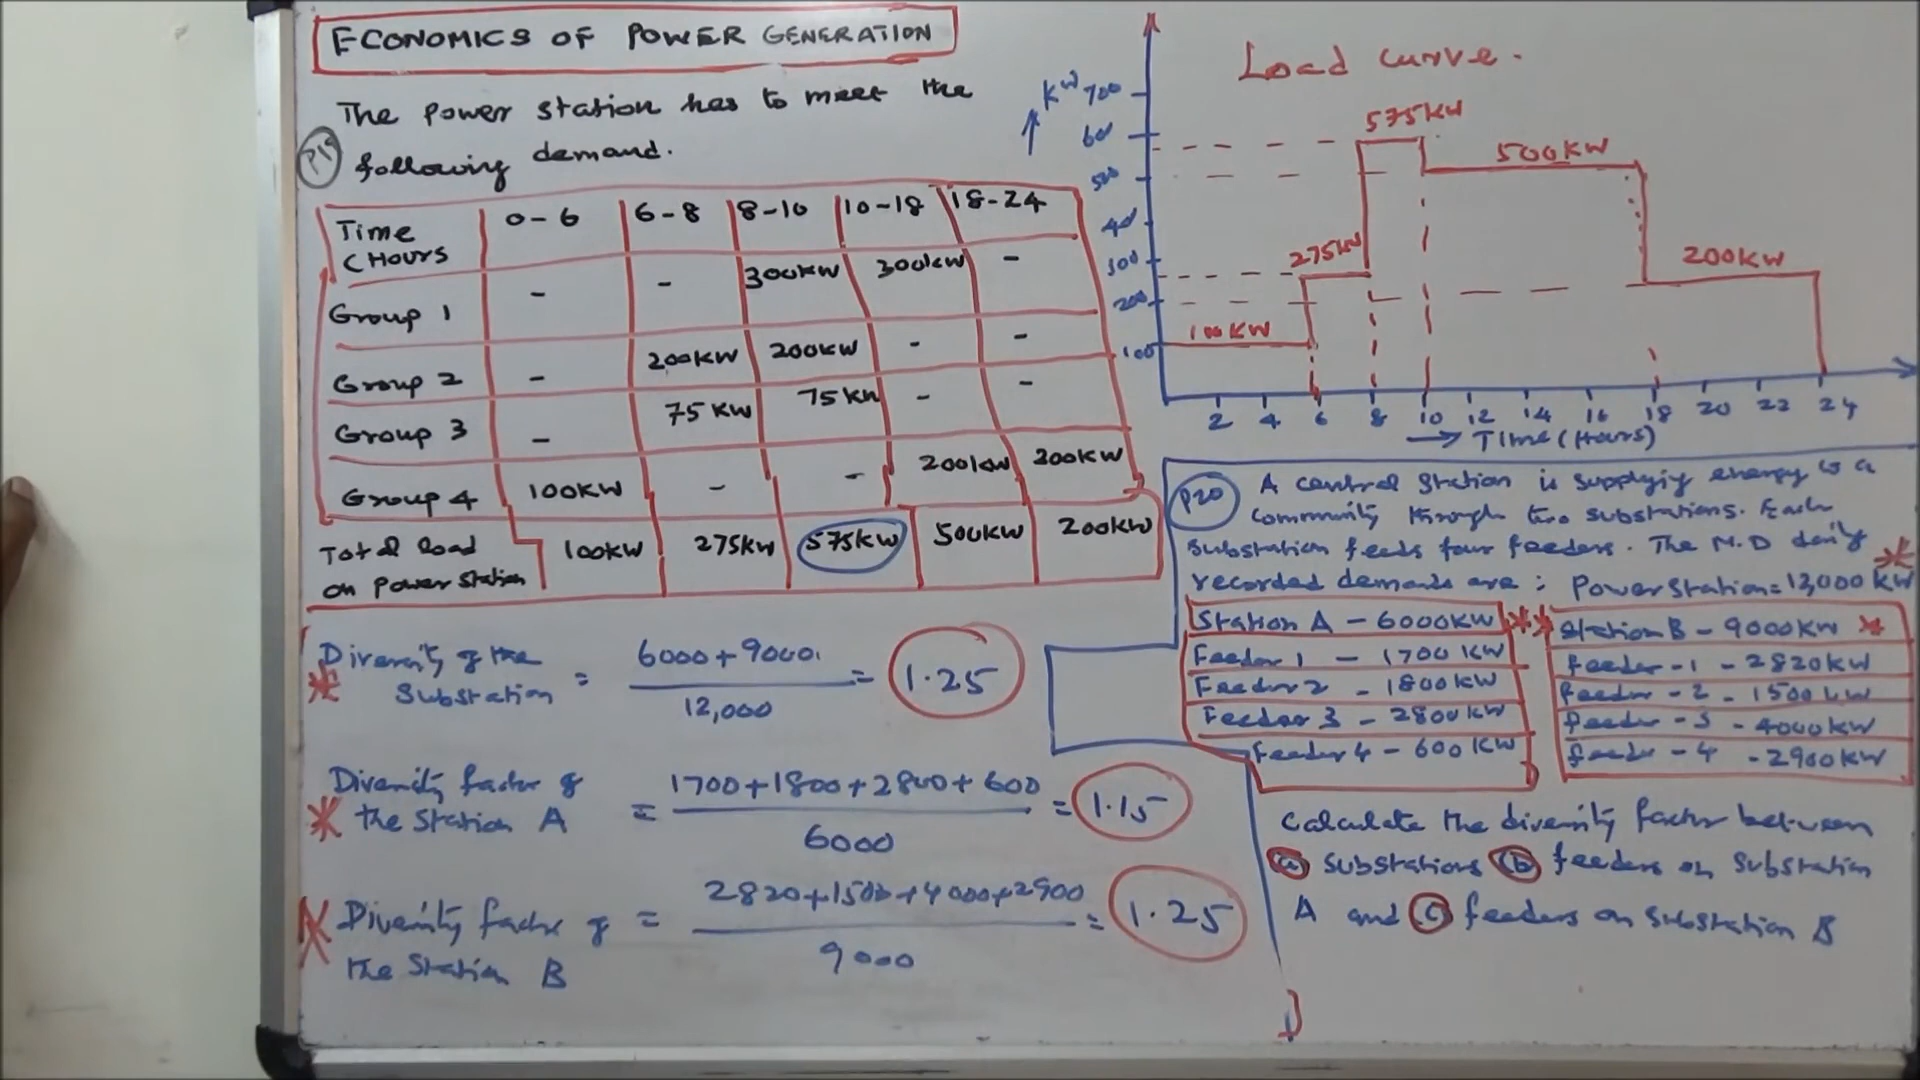 ECONOMICS OF POWER GENERATION
P19
The power station has to meet the
following demand.
Time 0-6 6-8 8-10 10-18 18-24
(Hours
Group 1 - - 300kW 300kW -
Group 2 - 200kW 200kW - -
Group 3 - 75kW 75kW - -
Group 4 100KW - - 200kW 200kW
Total load 100KW 275kW 575KW 500KW 200KW
on power station
Load curve.
KW
700
600
500
400
300
200
100
100KW
275kW
575KW
500KW
200KW
2 4 6 8 10 12 14 16 18 20 22 24
→ Time (Hours)
P20 A central station is supplyig energy to a
community through two substations. Each
substation feeds four feeders. The M.D daily
recorded demands are : Power Station =
Station A - 6000KW
Feeder 1 - 1700 KW
Feeder 2 - 1800KW
Feeder 3 - 2800KW
Feeder 4 - 600 KW
Station B - 9000KW
feeder - 1 - 2820KW
feeder - 2 - 1500 KW
feeder - 3 - 4000KW
feeder - 4 - 2900KW
Calculate the diversity factor between
(a) substations (b) feeders on substation
A and (c) feeders on substation B
Diversity of the
substation = 6000+9000 / 12,000 = 1.25
Diversity factor of
the station A = 1700+1800+2800+600 / 6000 = 1.15
Diversity factor of
the station B = 2820+1500+4000+2900 / 9000 = 1.25